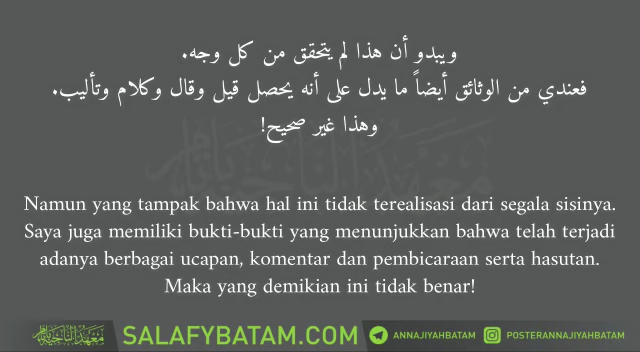 ويبدو أن هذا لم يتحقق من كل وجه.
فعندي من الوثائق أيضاً ما يدل على أنه يحصل قيل وقال وكلام وتأليب.
وهذا غير صحيح!
Namun yang tampak bahwa hal ini tidak terealisasi dari segala sisinya.
Saya juga memiliki bukti-bukti yang menunjukkan bahwa telah terjadi
adanya berbagai ucapan, komentar dan pembicaraan serta hasutan.
Maka yang demikian ini tidak benar!
SALAFYBATAM.COM ANNAJIYAHBATAM POSTERANNAJIYAHBATAM